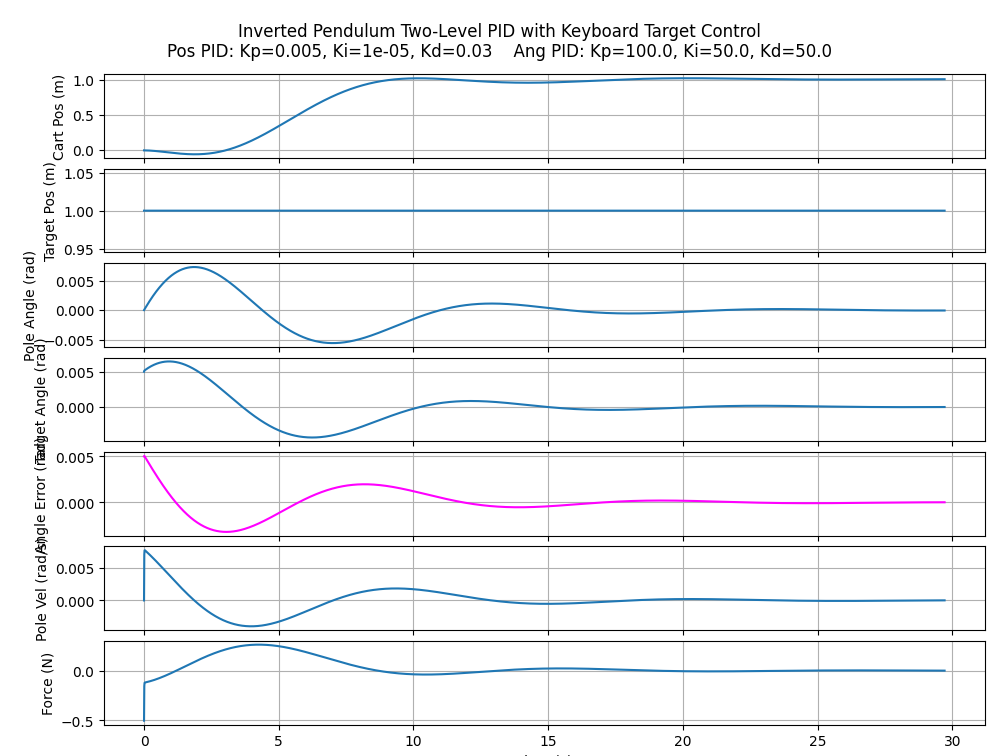 Inverted Pendulum Two-Level PID with Keyboard Target Control
Pos PID: Kp=0.005, Ki=1e-05, Kd=0.03    Ang PID: Kp=100.0, Ki=50.0, Kd=50.0
Cart Pos (m)
1.0
0.5
0.0
Target Pos (m)
1.05
1.00
0.95
Pole Angle (rad)
0.005
0.000
−0.005
Target Angle (rad)
0.005
0.000
Angle Error (rad)
0.005
0.000
Pole Vel (rad/s)
0.005
0.000
Force (N)
0.0
−0.5
0 5 10 15 20 25 30